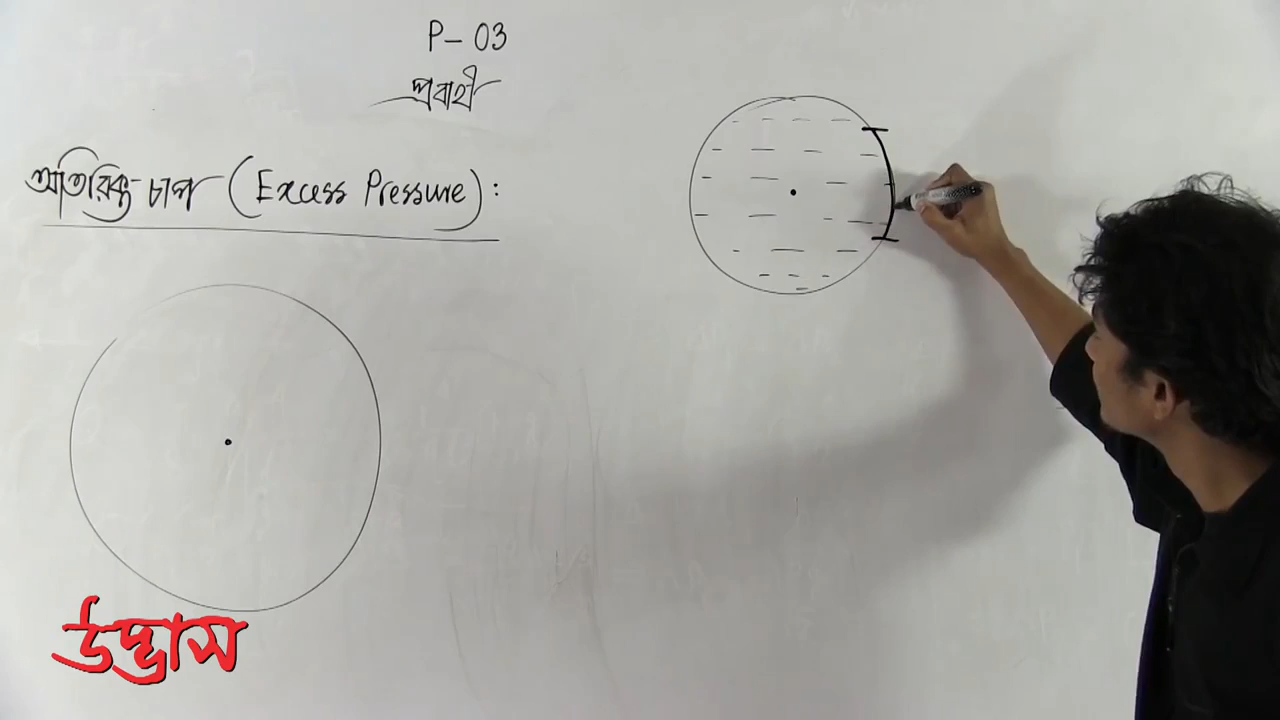 P- 03
প্রবাহী
অতিরিক্ত চাপ (Excess Pressure) :
উদ্ভাস